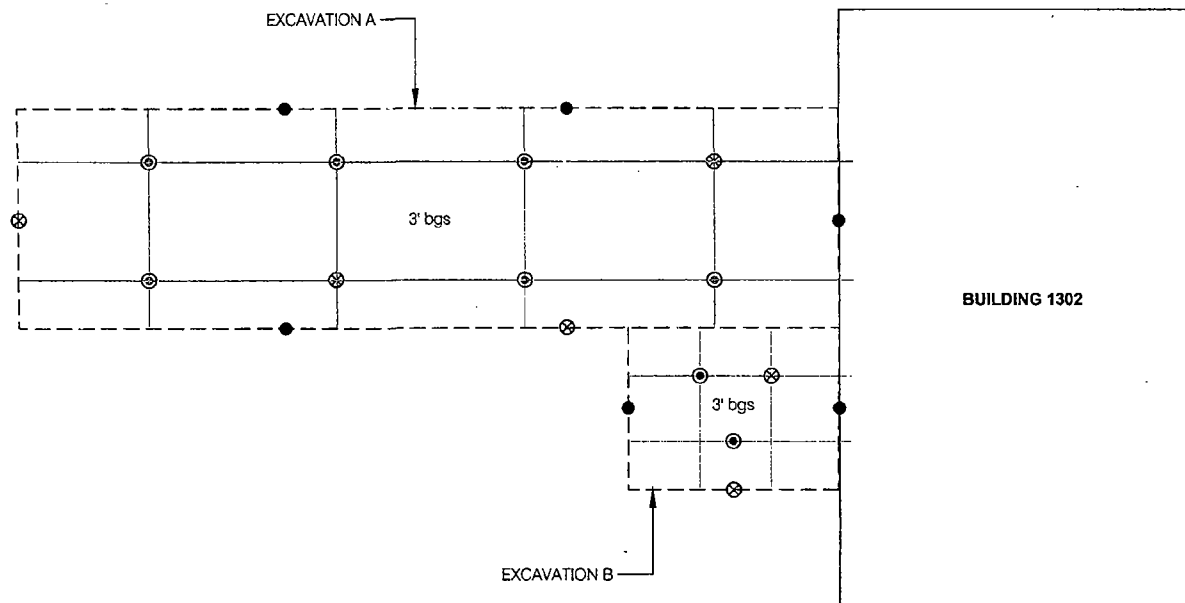 EXCAVATION A
3' bgs
BUILDING 1302
3' bgs
EXCAVATION B